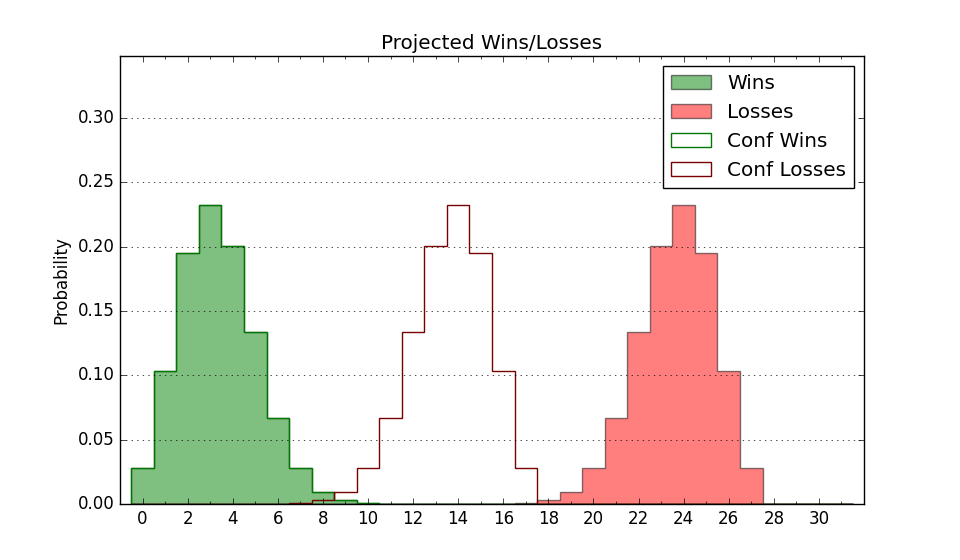 Projected Wins/Losses
Wins
Losses
Conf Wins
Conf Losses
Probability
0.30
0.25
0.20
0.15
0.10
0.05
0.00
0 2 4 6 8 10 12 14 16 18 20 22 24 26 28 30